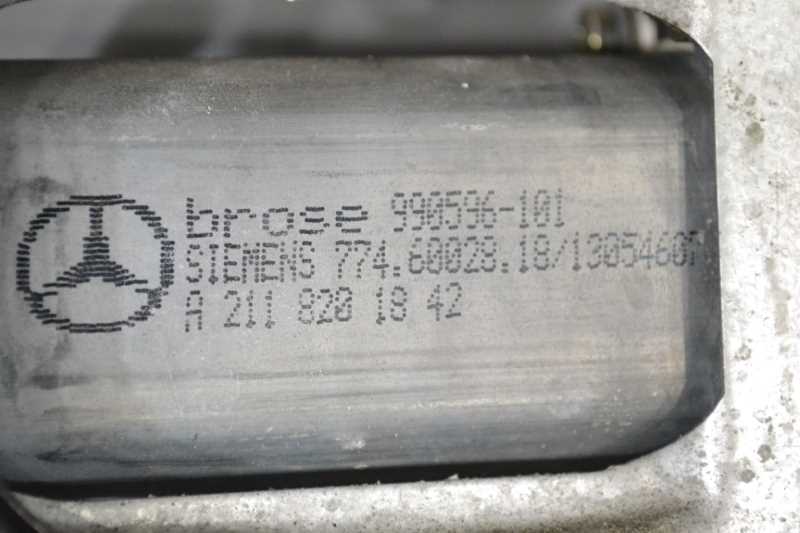 brose 990596-101
SIEMENS 774.60028.18/1305460
A 211 820 18 42